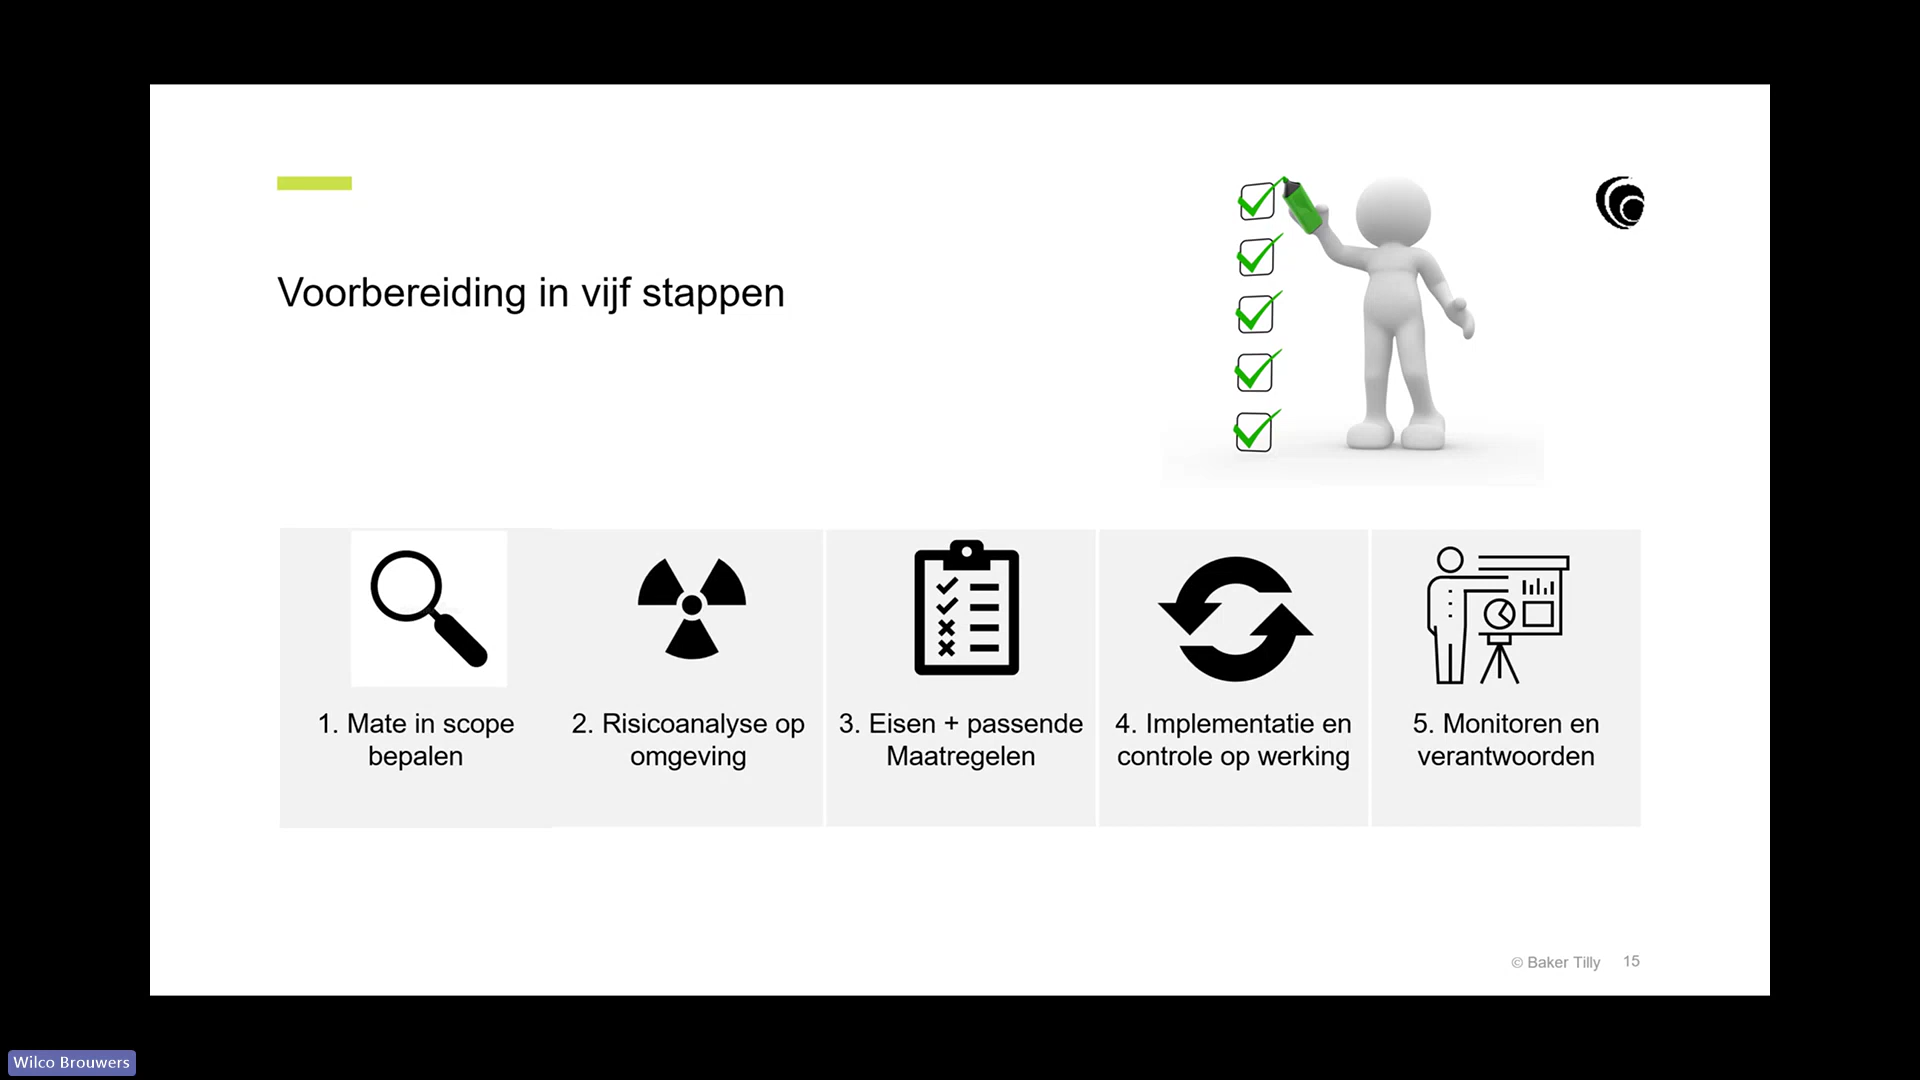 Voorbereiding in vijf stappen
1. Mate in scope
bepalen
2. Risicoanalyse op
omgeving
3. Eisen + passende
Maatregelen
4. Implementatie en
controle op werking
5. Monitoren en
verantwoorden
© Baker Tilly 15
Wilco Brouwers